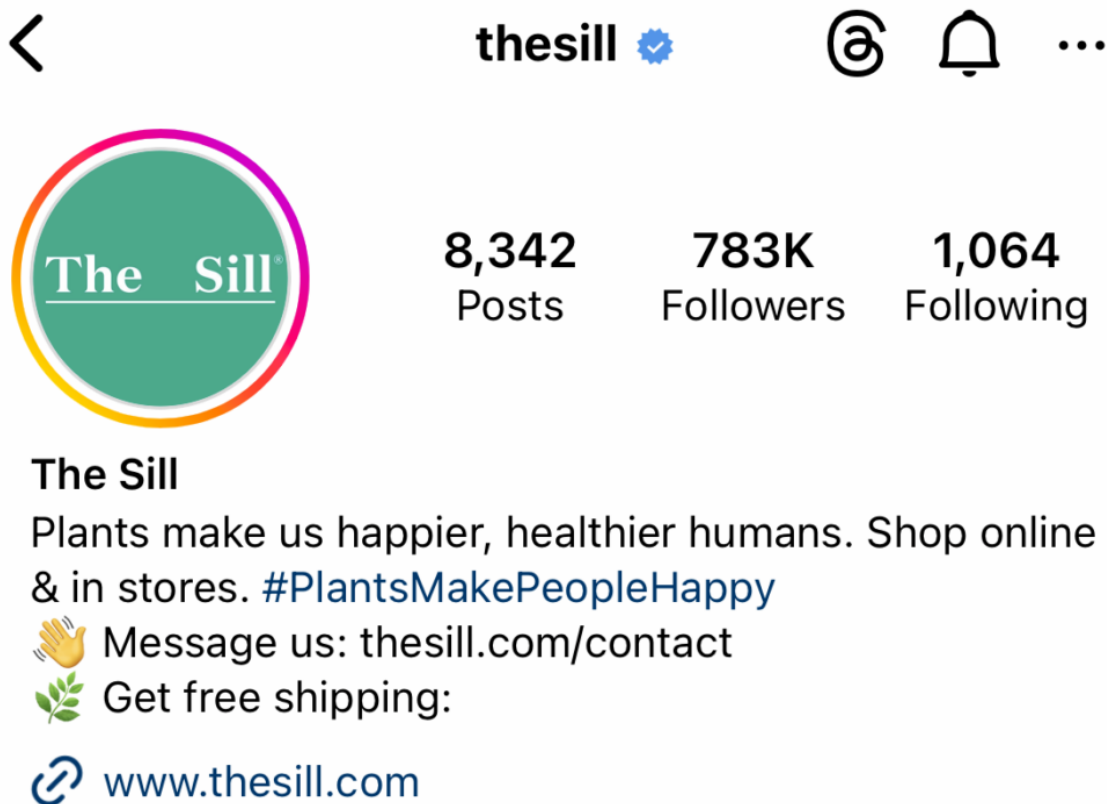 thesill
The Sill®
8,342
Posts
783K
Followers
1,064
Following
The Sill
Plants make us happier, healthier humans. Shop online
& in stores. #PlantsMakePeopleHappy
👋 Message us: thesill.com/contact
🌿 Get free shipping:
www.thesill.com